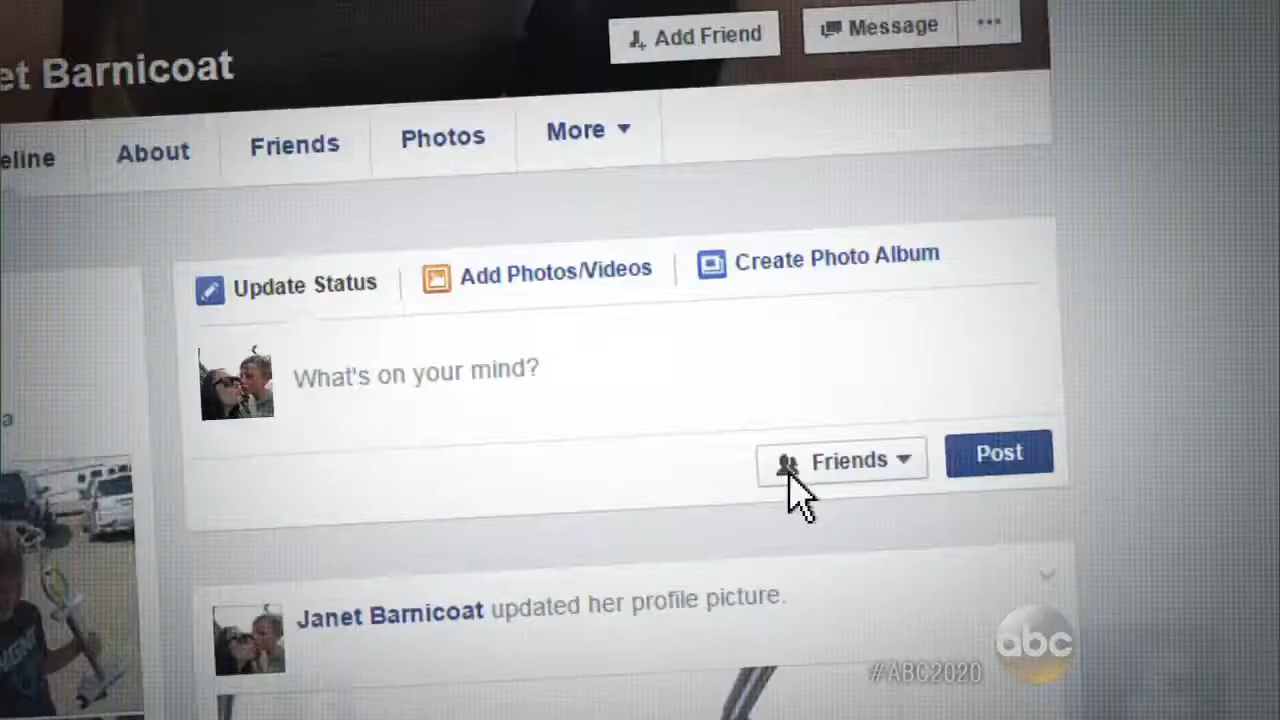 et Barnicoat
Add Friend
Message
eline
About
Friends
Photos
More
Update Status
Add Photos/Videos
Create Photo Album
What's on your mind?
a
Friends
Post
Janet Barnicoat updated her profile picture.
abc
#ABC2020